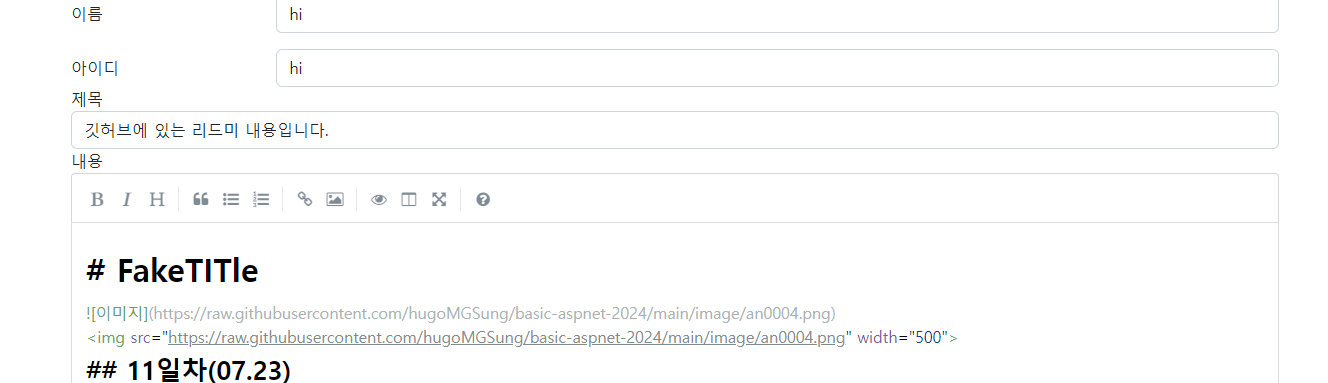 이름
hi
아이디
hi
제목
깃허브에 있는 리드미 내용입니다.
내용
B I H
# FakeTITle
![이미지](https://raw.githubusercontent.com/hugoMGSung/basic-aspnet-2024/main/image/an0004.png)
<img src="https://raw.githubusercontent.com/hugoMGSung/basic-aspnet-2024/main/image/an0004.png" width="500">
## 11일차(07.23)